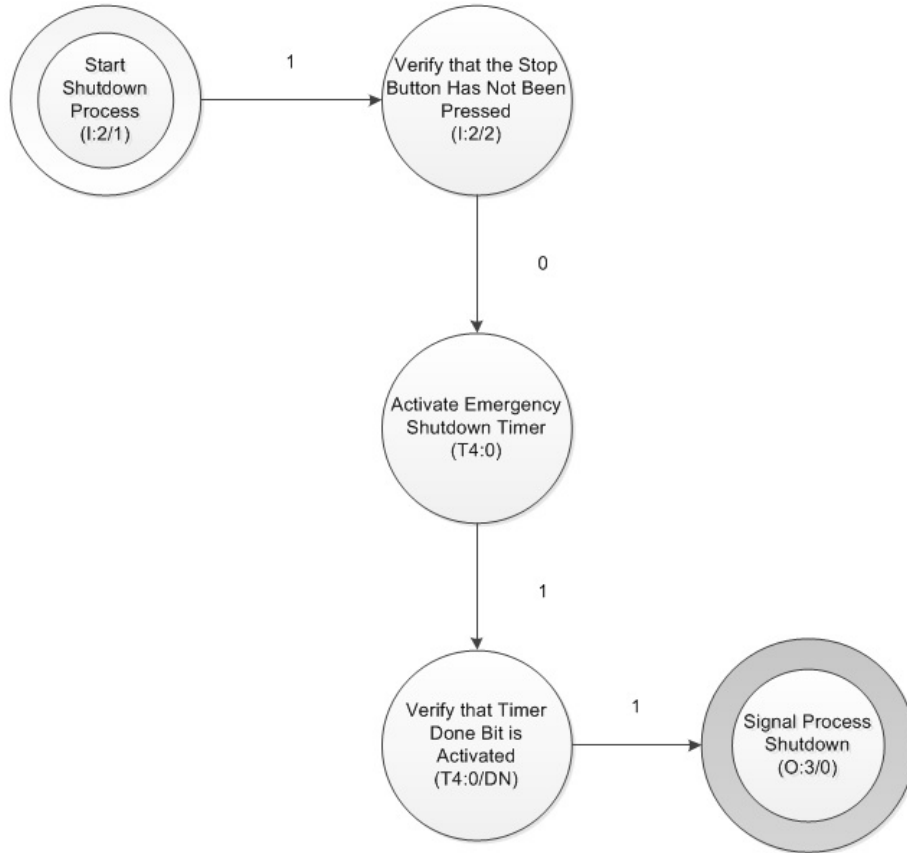 Start
Shutdown
Process
(I:2/1)
1
Verify that the Stop
Button Has Not Been
Pressed
(I:2/2)
0
Activate Emergency
Shutdown Timer
(T4:0)
1
Verify that Timer
Done Bit is
Activated
(T4:0/DN)
1
Signal Process
Shutdown
(O:3/0)